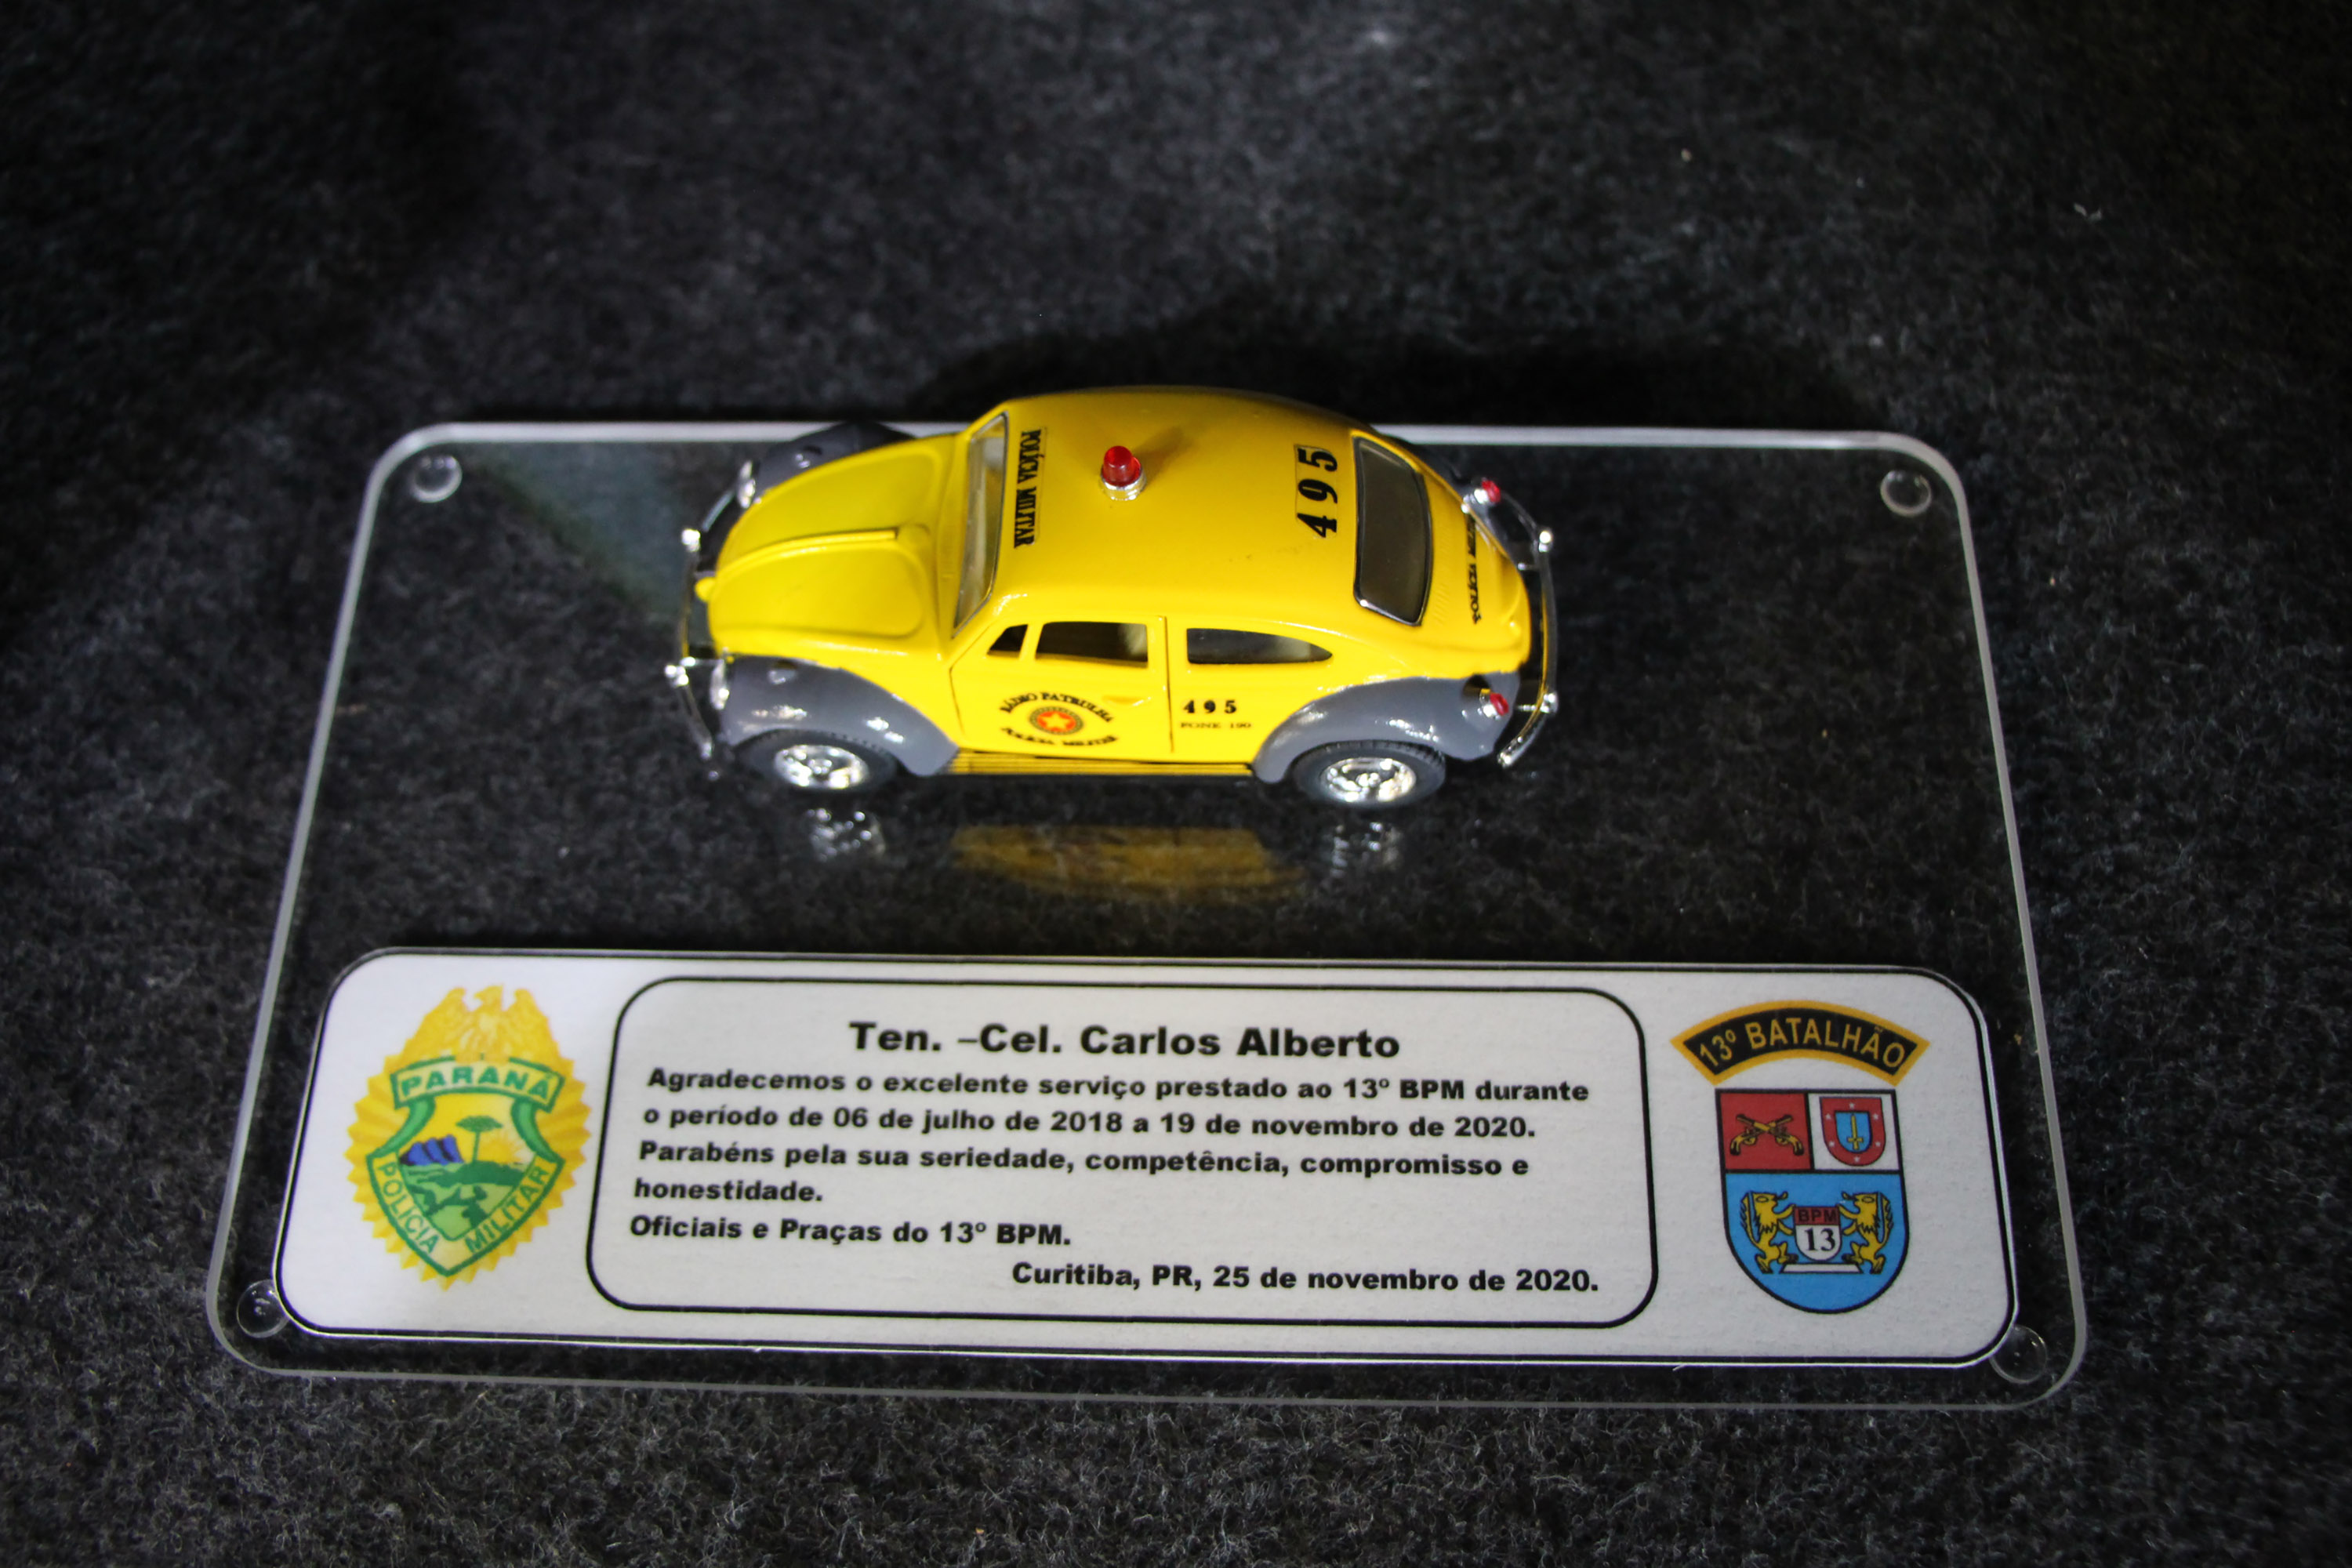 POLÍCIA MILITAR
495
RÁDIO PATRULHA
POLÍCIA MILITAR
495
FONE 190
Ten. –Cel. Carlos Alberto
Agradecemos o excelente serviço prestado ao 13º BPM durante
o período de 06 de julho de 2018 a 19 de novembro de 2020.
Parabéns pela sua seriedade, competência, compromisso e
honestidade.
Oficiais e Praças do 13º BPM.
Curitiba, PR, 25 de novembro de 2020.
PARANÁ
POLÍCIA MILITAR
13º BATALHÃO
BPM
13